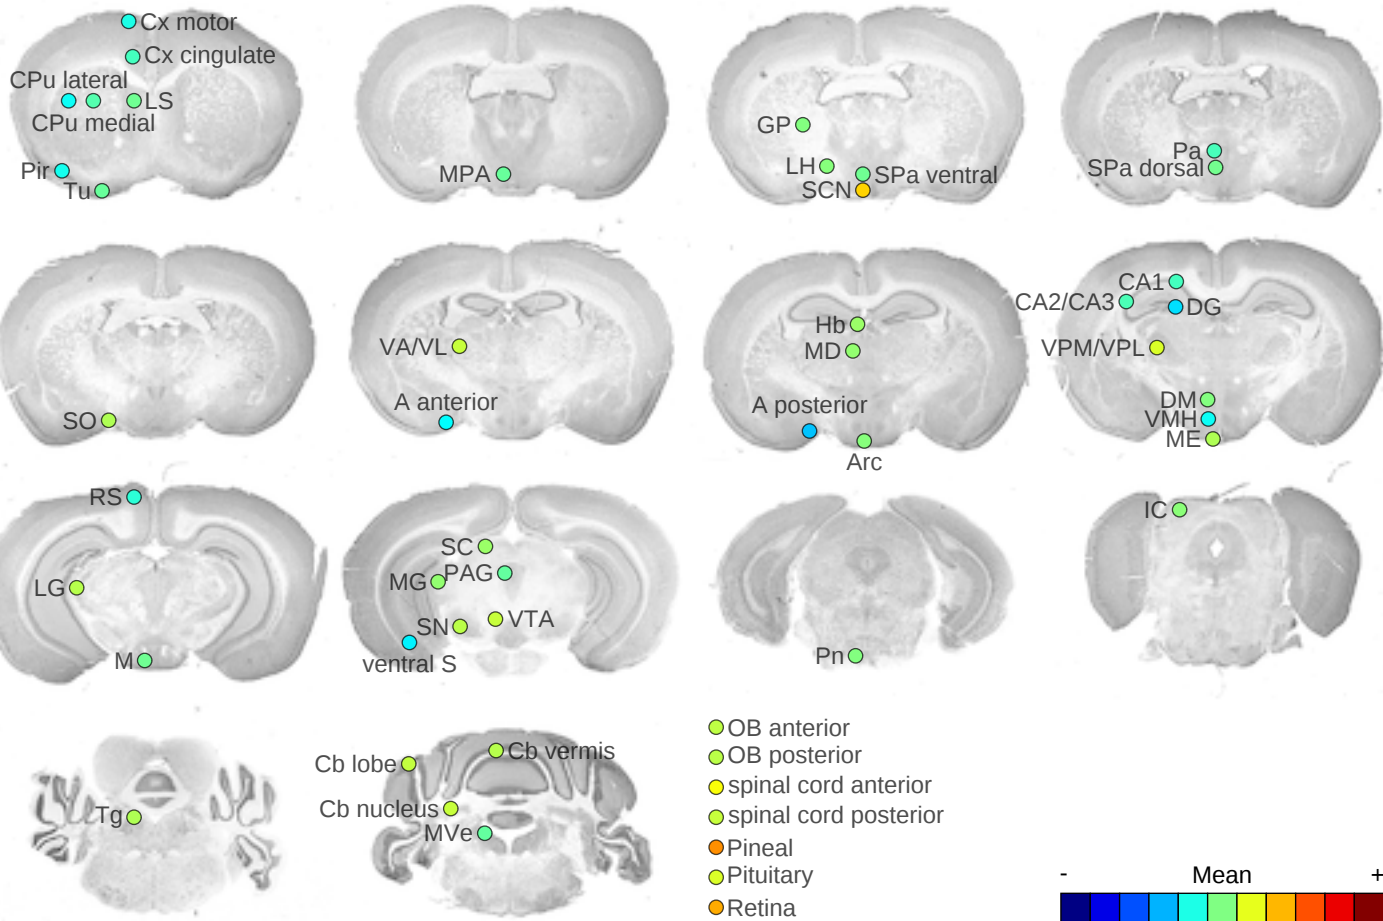 Cx motor
Cx cingulate
CPu lateral
LS
CPu medial
Pir
Tu
MPA
GP
LH
SPa ventral
SCN
Pa
SPa dorsal
SO
VA/VL
A anterior
Hb
MD
A posterior
Arc
CA1
CA2/CA3
DG
VPM/VPL
DM
VMH
ME
RS
LG
M
SC
MG
PAG
SN
VTA
ventral S
Pn
IC
Tg
Cb lobe
Cb vermis
Cb nucleus
MVe
OB anterior
OB posterior
spinal cord anterior
spinal cord posterior
Pineal
Pituitary
Retina
- Mean +